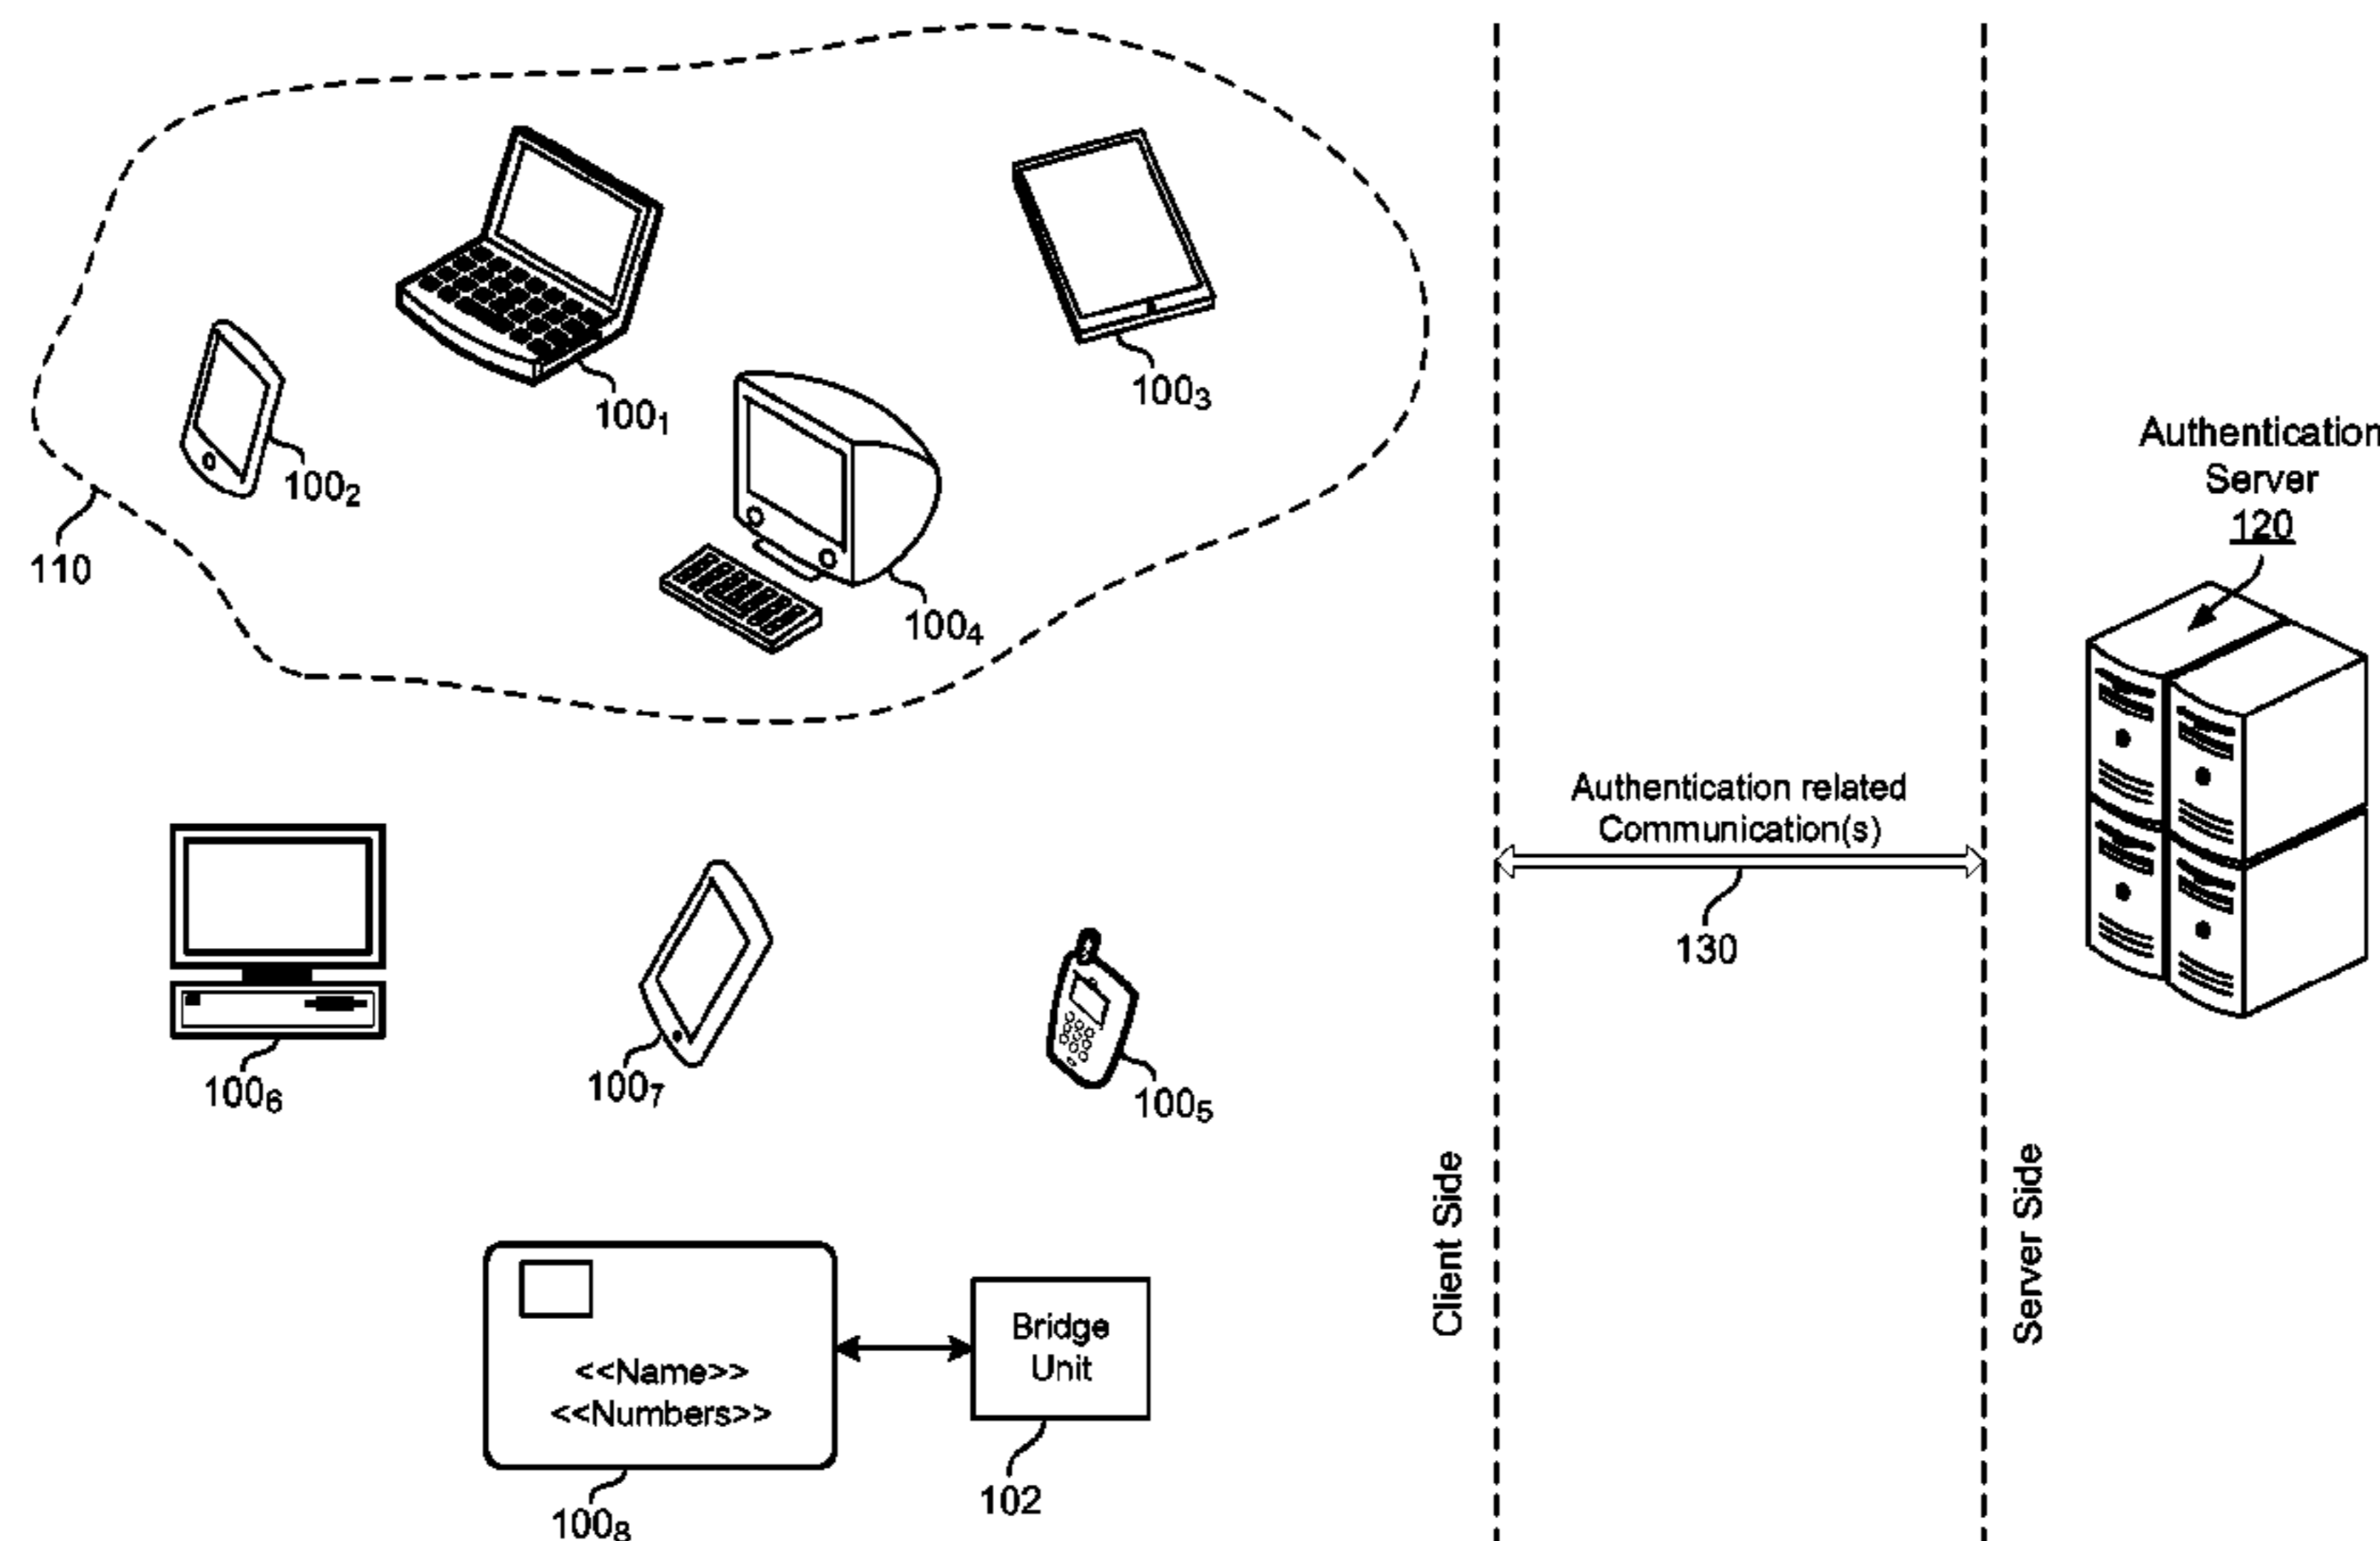 100₁
100₃
100₂
110
100₄
Authentication
Server
120
Authentication related
Communication(s)
130
100₆
100₇
100₅
Client Side
Server Side
<<Name>>
<<Numbers>>
Bridge
Unit
102
100₈